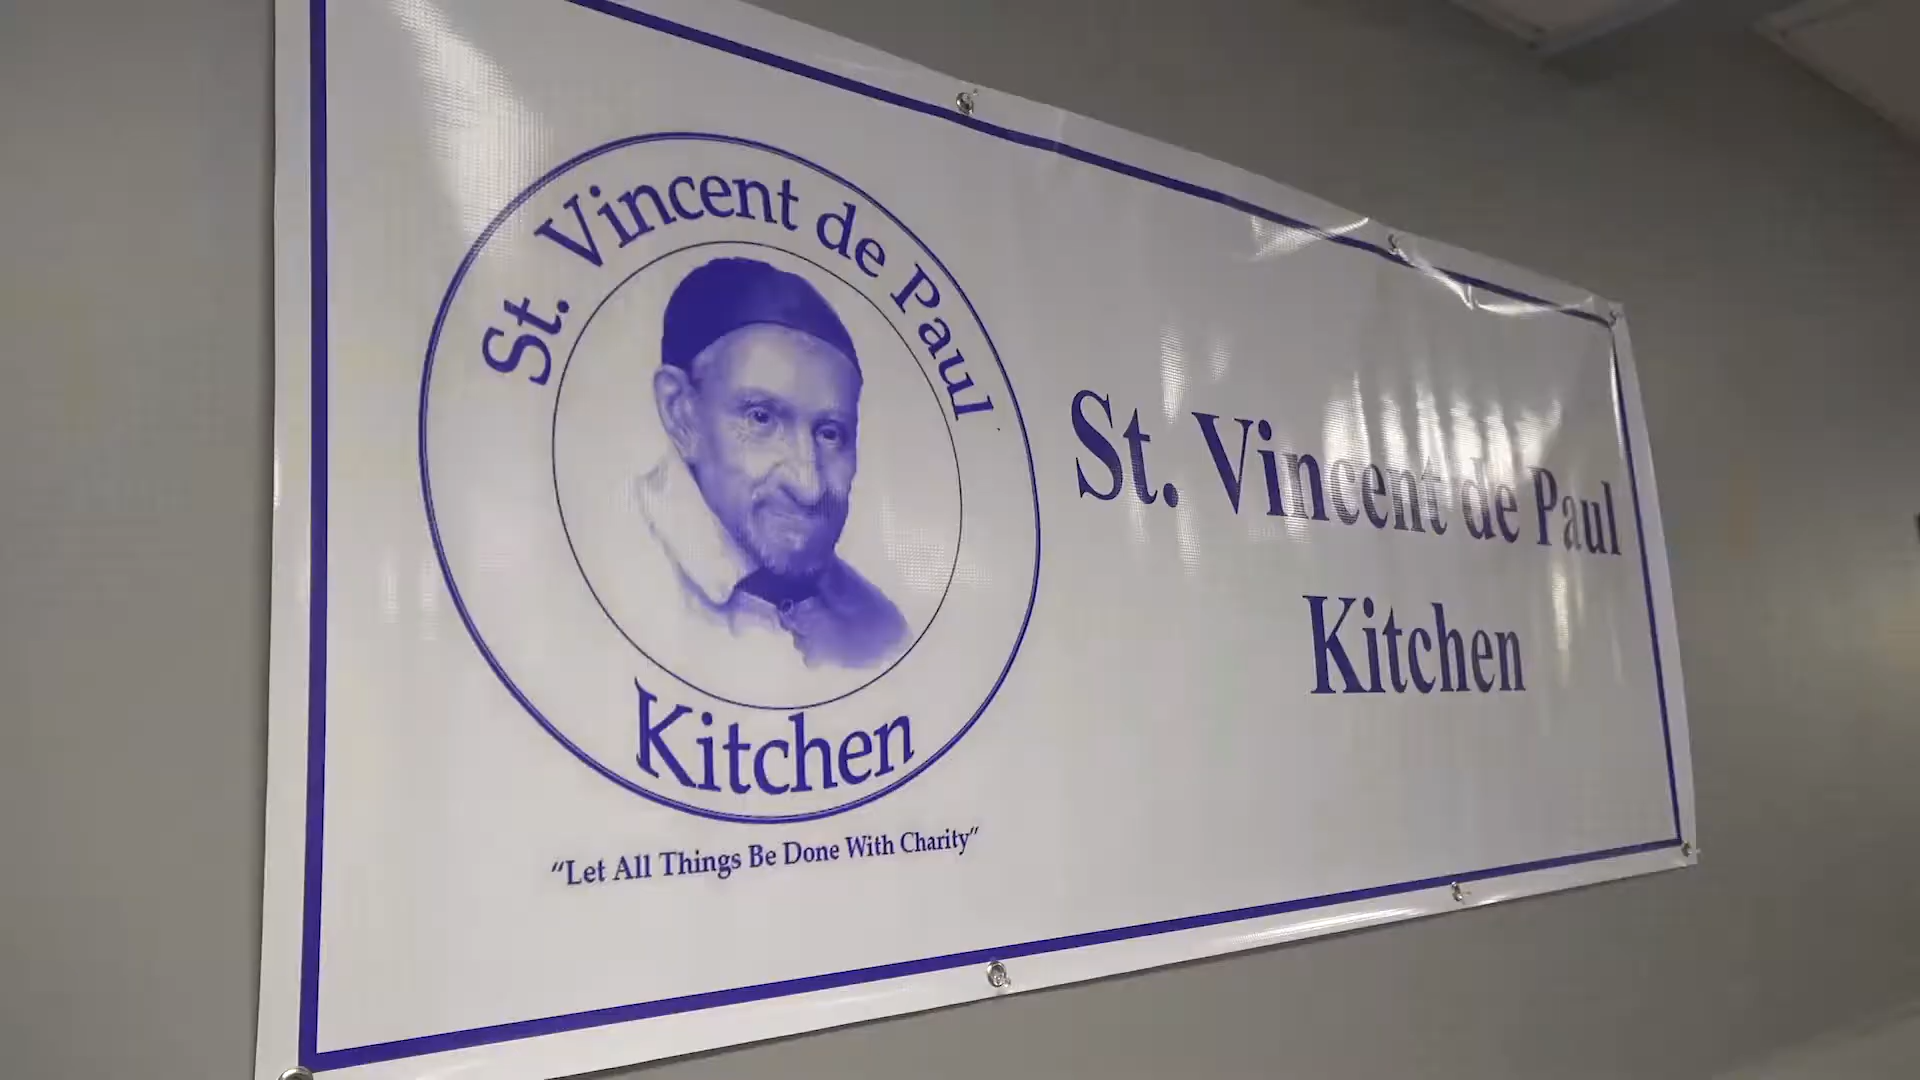 St. Vincent de Paul
Kitchen
“Let All Things Be Done With Charity”
St. Vincent de Paul
Kitchen